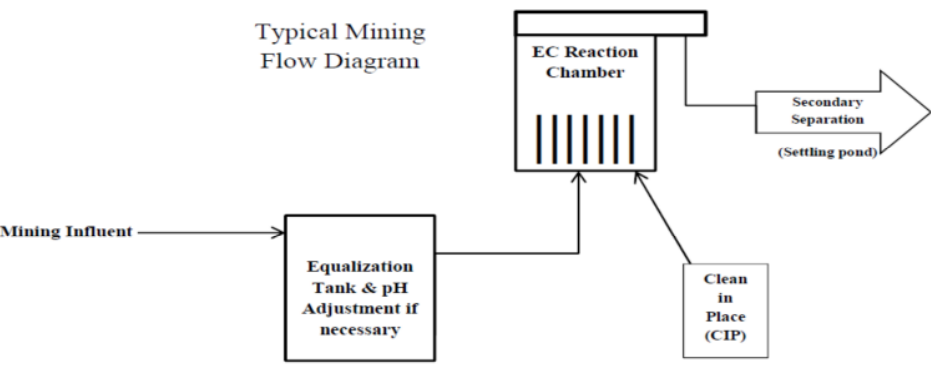 Typical Mining
Flow Diagram
EC Reaction
Chamber
Secondary
Separation
(Settling pond)
Mining Influent
Equalization
Tank & pH
Adjustment if
necessary
Clean
in
Place
(CIP)